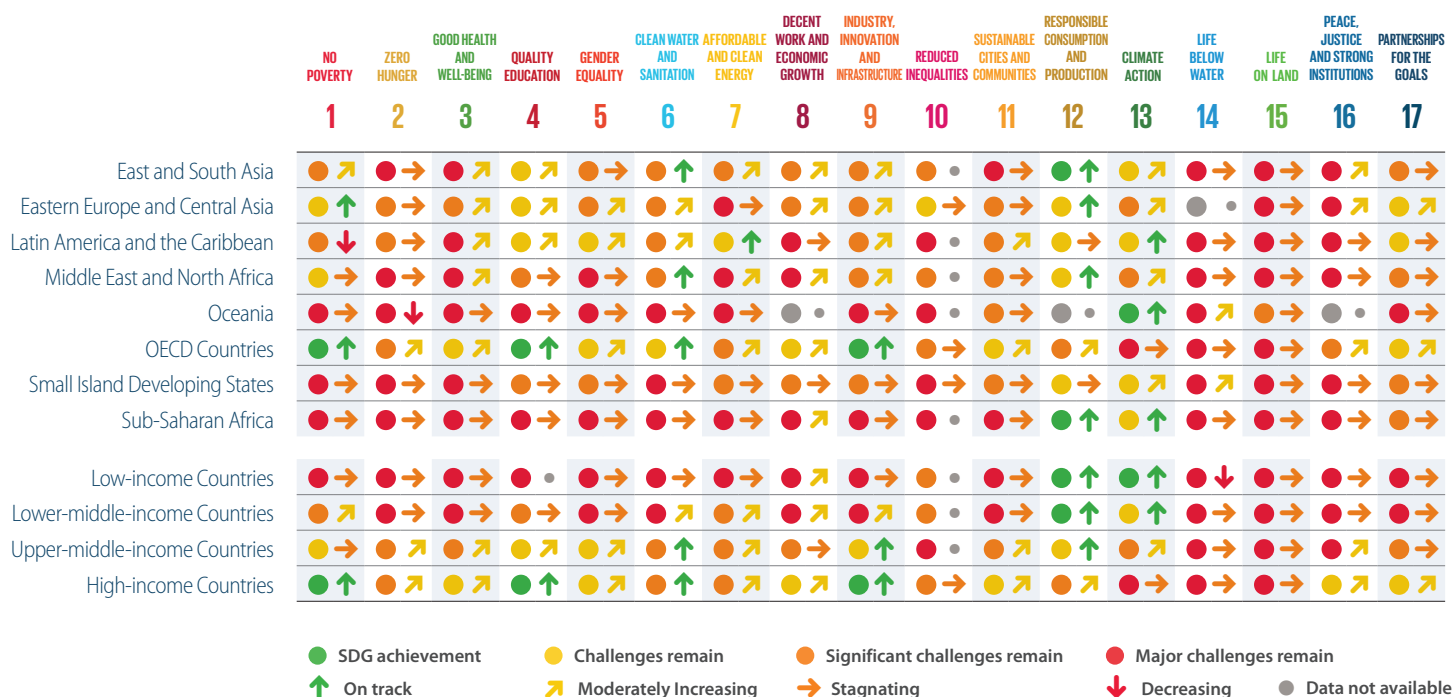 NO
POVERTY
ZERO
HUNGER
GOOD HEALTH
AND
WELL-BEING
QUALITY
EDUCATION
GENDER
EQUALITY
CLEAN WATER
AND
SANITATION
AFFORDABLE
AND CLEAN
ENERGY
DECENT
WORK AND
ECONOMIC
GROWTH
INDUSTRY,
INNOVATION
AND
INFRASTRUCTURE
REDUCED
INEQUALITIES
SUSTAINABLE
CITIES AND
COMMUNITIES
RESPONSIBLE
CONSUMPTION
AND
PRODUCTION
CLIMATE
ACTION
LIFE
BELOW
WATER
LIFE
ON LAND
PEACE,
JUSTICE
AND STRONG
INSTITUTIONS
PARTNERSHIPS
FOR THE
GOALS
1 2 3 4 5 6 7 8 9 10 11 12 13 14 15 16 17
East and South Asia
Eastern Europe and Central Asia
Latin America and the Caribbean
Middle East and North Africa
Oceania
OECD Countries
Small Island Developing States
Sub-Saharan Africa
Low-income Countries
Lower-middle-income Countries
Upper-middle-income Countries
High-income Countries
SDG achievement Challenges remain Significant challenges remain Major challenges remain
On track Moderately Increasing Stagnating Decreasing Data not available